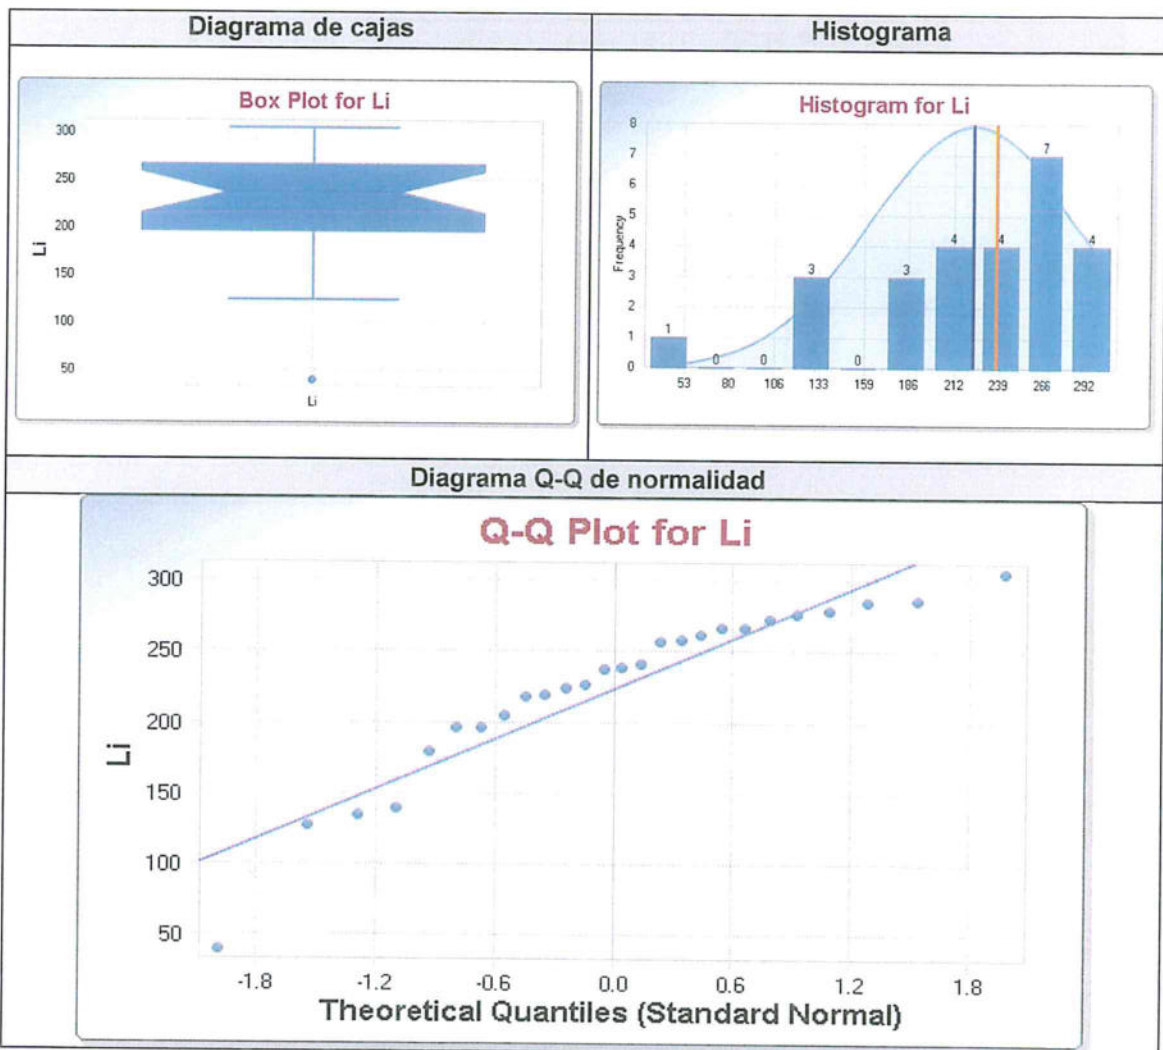 Diagrama de cajas
Histograma
Box Plot for Li
300
250
200
150
100
50
Li
Li
Histogram for Li
8
7
6
5
4
3
2
1
0
Frequency
1
0
0
3
0
3
4
4
7
4
53 80 106 133 159 186 212 239 266 292
Diagrama Q-Q de normalidad
Q-Q Plot for Li
300
250
200
150
100
50
Li
-1.8 -1.2 -0.6 0.0 0.6 1.2 1.8
Theoretical Quantiles (Standard Normal)